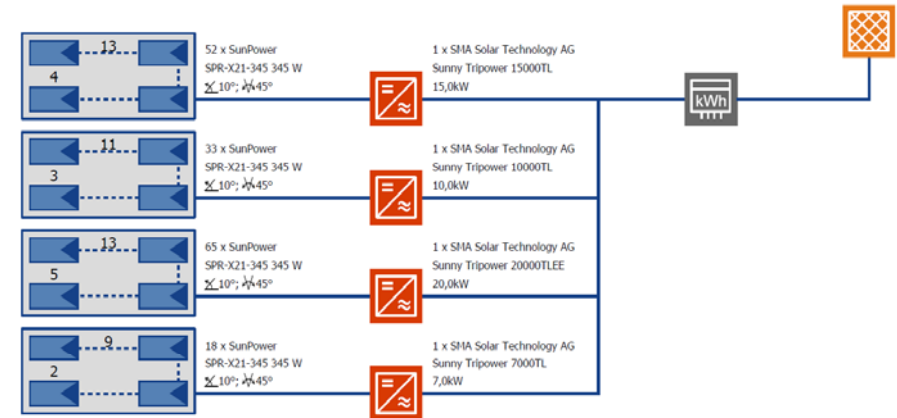 13
4
52 x SunPower
SPR-X21-345 345 W
10°; 45°
1 x SMA Solar Technology AG
Sunny Tripower 15000TL
15,0kW
kWh
11
3
33 x SunPower
SPR-X21-345 345 W
10°; 45°
1 x SMA Solar Technology AG
Sunny Tripower 10000TL
10,0kW
13
5
65 x SunPower
SPR-X21-345 345 W
10°; 45°
1 x SMA Solar Technology AG
Sunny Tripower 20000TLEE
20,0kW
9
2
18 x SunPower
SPR-X21-345 345 W
10°; 45°
1 x SMA Solar Technology AG
Sunny Tripower 7000TL
7,0kW